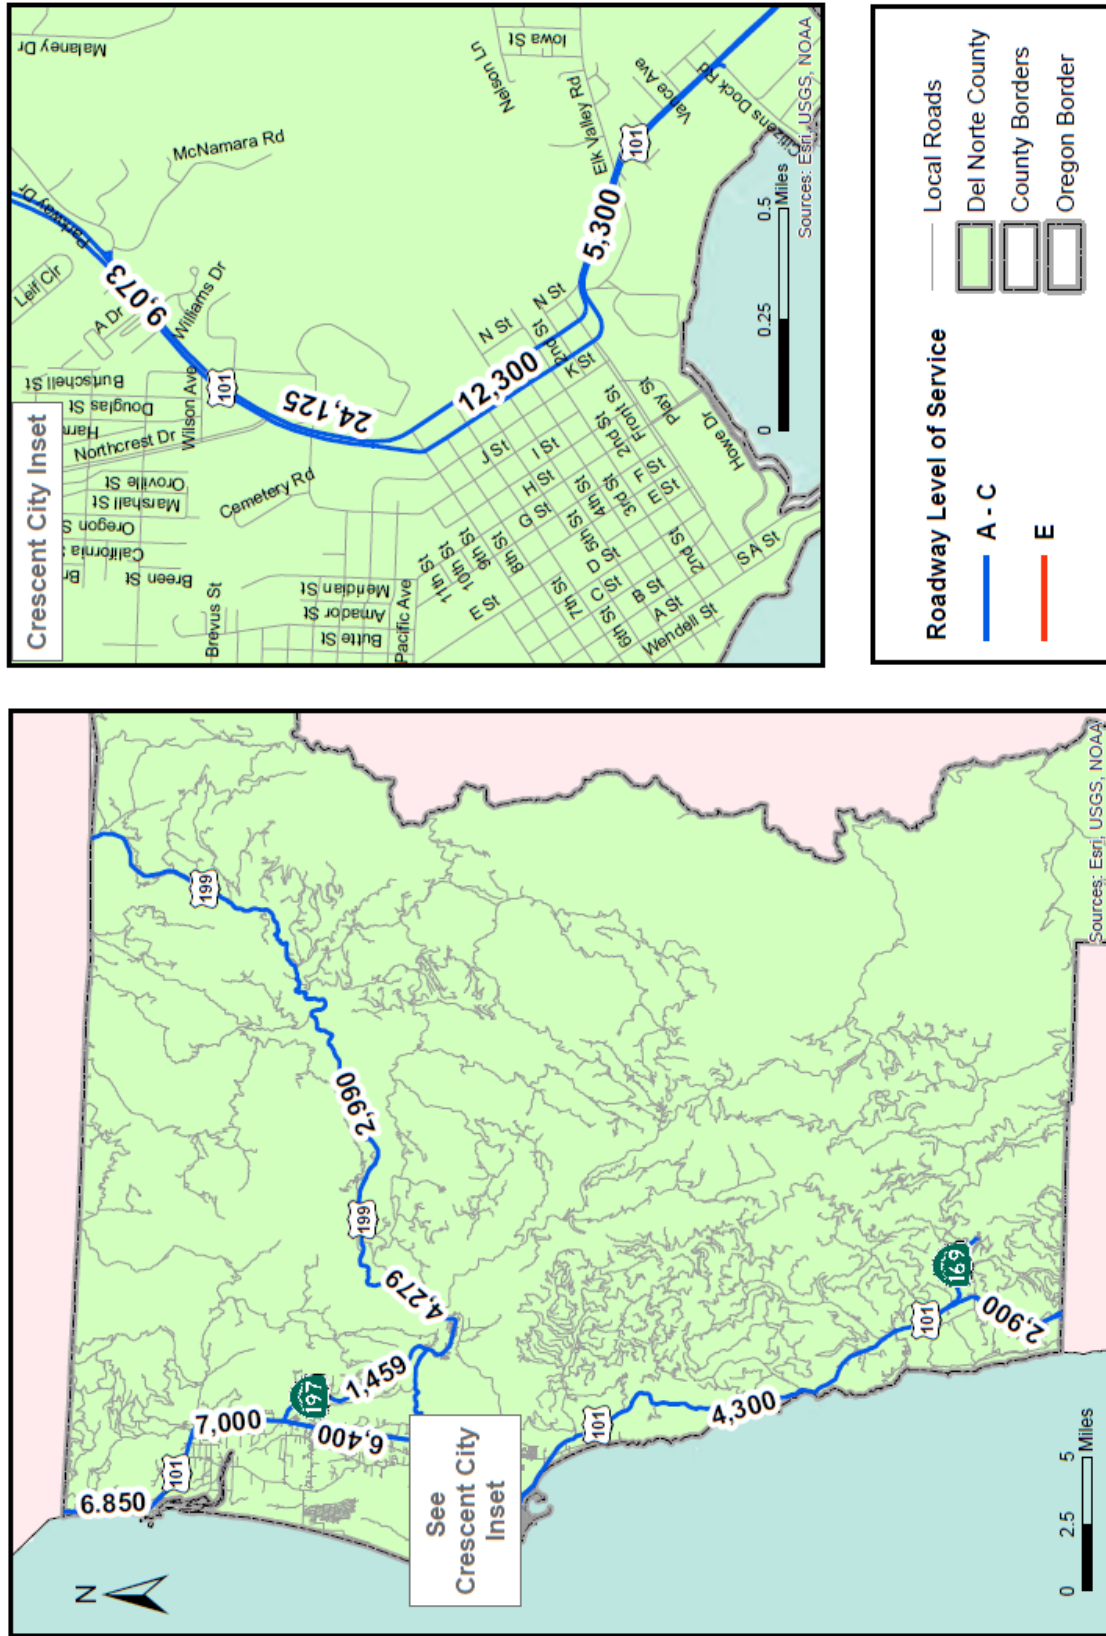 Crescent City Inset
Malaney Dr
Iowa St
Nelson Ln
Elk Valley Rd
Vance Ave
Citizens Dock Rd
McNamara Rd
Parkway Dr
Leif Cir
A Dr
Williams Dr
9,073
101
5,300
101
Burtschell St
Douglas St
Wilson Ave
Northcrest Dr
Oroville St
Marshall St
Oregon S
California
Br
Breen St
Cemetery Rd
24,125
12,300
N St
N St
2nd St
K St
Brevus St
Meridian St
Amador St
Butte St
Pacific Ave
J St
I St
H St
G St
11th St
10th St
9th St
8th St
E St
7th St
6th St
5th St
4th St
3rd St
2nd St
Front St
Play St
F St
E St
D St
C St
B St
A St
2nd St
Wendell St
SA St
Howe Dr
0 0.25 0.5
Miles
Sources: Esri, USGS, NOAA
Roadway Level of Service
A - C
E
Local Roads
Del Norte County
County Borders
Oregon Border
N
6.850
101
7,000
197
6,400
1,459
4,279
199
2,990
199
See
Crescent City
Inset
101
4,300
101
169
2,900
0 2.5 5
Miles
Sources: Esri, USGS, NOAA